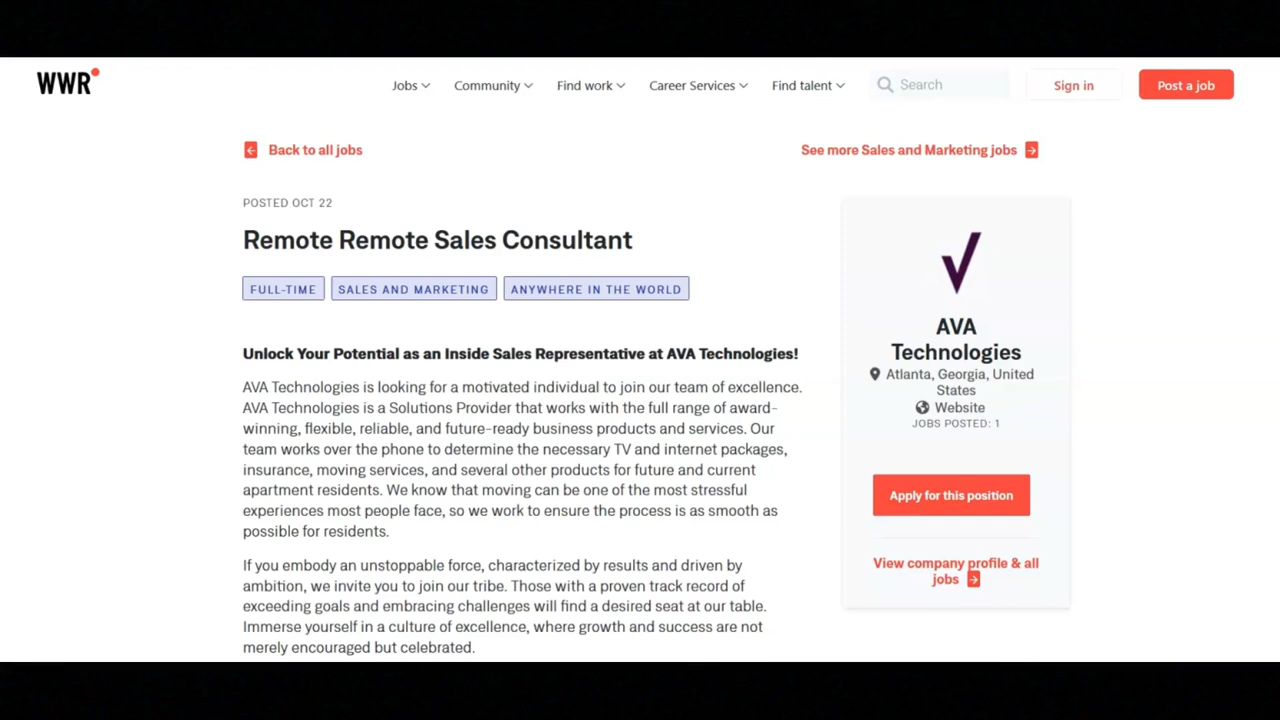 WWR
Jobs
Community
Find work
Career Services
Find talent
Search
Sign in
Post a job
Back to all jobs
See more Sales and Marketing jobs
POSTED OCT 22
Remote Remote Sales Consultant
FULL-TIME
SALES AND MARKETING
ANYWHERE IN THE WORLD
Unlock Your Potential as an Inside Sales Representative at AVA Technologies!
AVA Technologies is looking for a motivated individual to join our team of excellence.
AVA Technologies is a Solutions Provider that works with the full range of award-
winning, flexible, reliable, and future-ready business products and services. Our
team works over the phone to determine the necessary TV and internet packages,
insurance, moving services, and several other products for future and current
apartment residents. We know that moving can be one of the most stressful
experiences most people face, so we work to ensure the process is as smooth as
possible for residents.
If you embody an unstoppable force, characterized by results and driven by
ambition, we invite you to join our tribe. Those with a proven track record of
exceeding goals and embracing challenges will find a desired seat at our table.
Immerse yourself in a culture of excellence, where growth and success are not
merely encouraged but celebrated.
AVA
Technologies
Atlanta, Georgia, United
States
Website
JOBS POSTED: 1
Apply for this position
View company profile & all
jobs